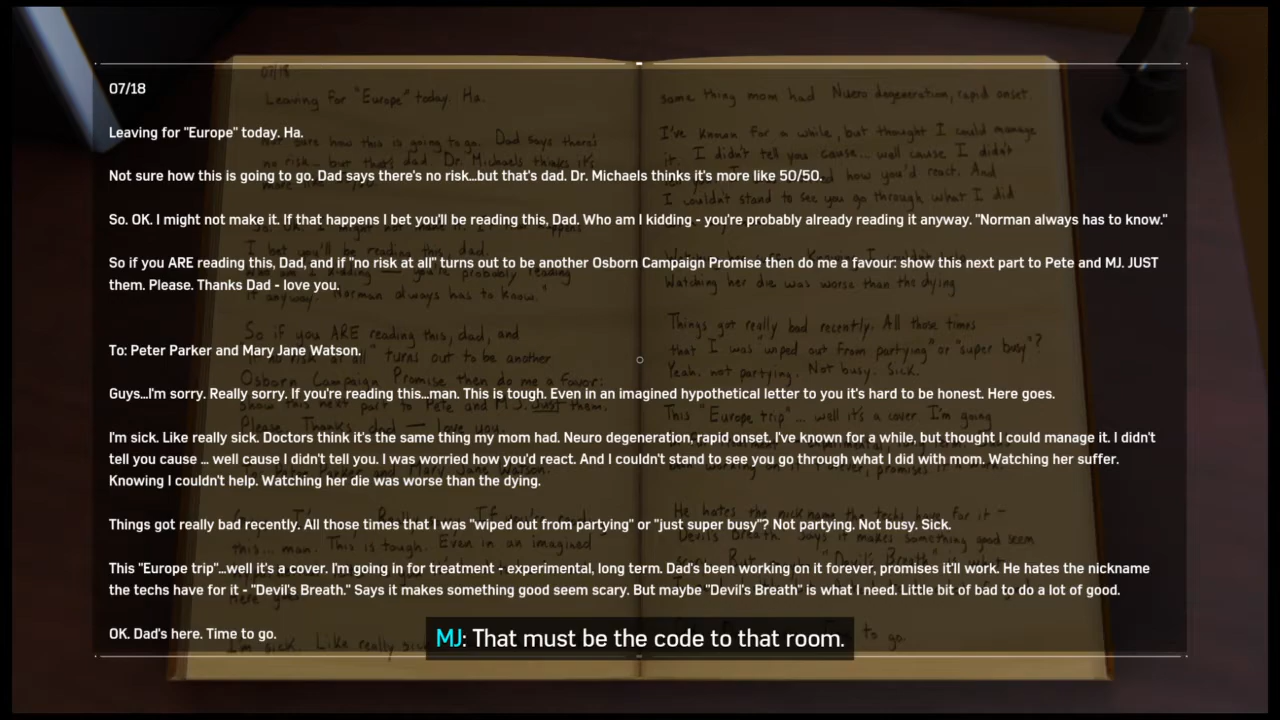 07/18
Leaving for "Europe" today. Ha.
Not sure how this is going to go. Dad says there's no risk...but that's dad. Dr. Michaels thinks it's more like 50/50.
So. OK. I might not make it. If that happens I bet you'll be reading this, Dad. Who am I kidding - you're probably already reading it anyway. "Norman always has to know."
So if you ARE reading this, Dad, and if "no risk at all" turns out to be another Osborn Campaign Promise then do me a favour: show this next part to Pete and MJ. JUST
them. Please. Thanks Dad - love you.
To: Peter Parker and Mary Jane Watson.
Guys...I'm sorry. Really sorry. If you're reading this...man. This is tough. Even in an imagined hypothetical letter to you it's hard to be honest. Here goes.
I'm sick. Like really sick. Doctors think it's the same thing my mom had. Neuro degeneration, rapid onset. I've known for a while, but thought I could manage it. I didn't
tell you cause ... well cause I didn't tell you. I was worried how you'd react. And I couldn't stand to see you go through what I did with mom. Watching her suffer.
Knowing I couldn't help. Watching her die was worse than the dying.
Things got really bad recently. All those times that I was "wiped out from partying" or "just super busy"? Not partying. Not busy. Sick.
This "Europe trip"...well it's a cover. I'm going in for treatment - experimental, long term. Dad's been working on it forever, promises it'll work. He hates the nickname
the techs have for it - "Devil's Breath." Says it makes something good seem scary. But maybe "Devil's Breath" is what I need. Little bit of bad to do a lot of good.
OK. Dad's here. Time to go.
MJ: That must be the code to that room.